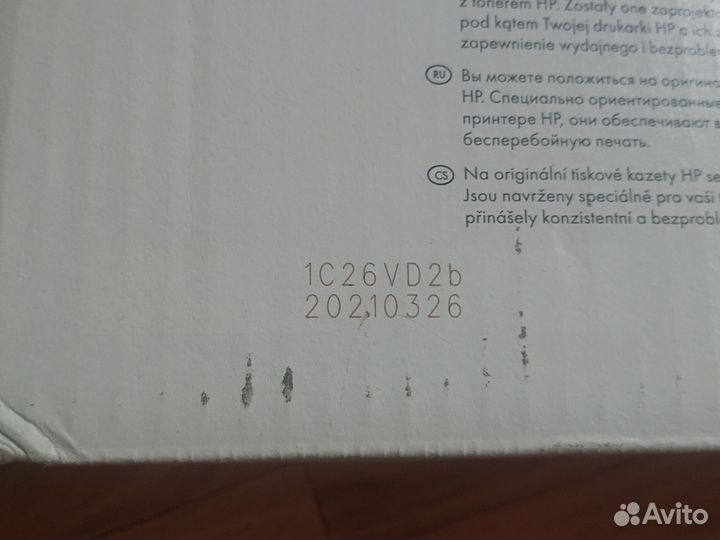 z tonerem HP. Zostały one zaprojekt
pod kątem Twojej drukarki HP a ich
zapewnienie wydajnego i bezproble
RU Вы можете положиться на оригина
HP. Специально ориентированные
принтере HP, они обеспечивают в
бесперебойную печать.
CS Na originální tiskové kazety HP se
Jsou navrženy speciálně pro vaši
přinášely konzistentní a bezprobl
1C26VD2b
20210326
Avito